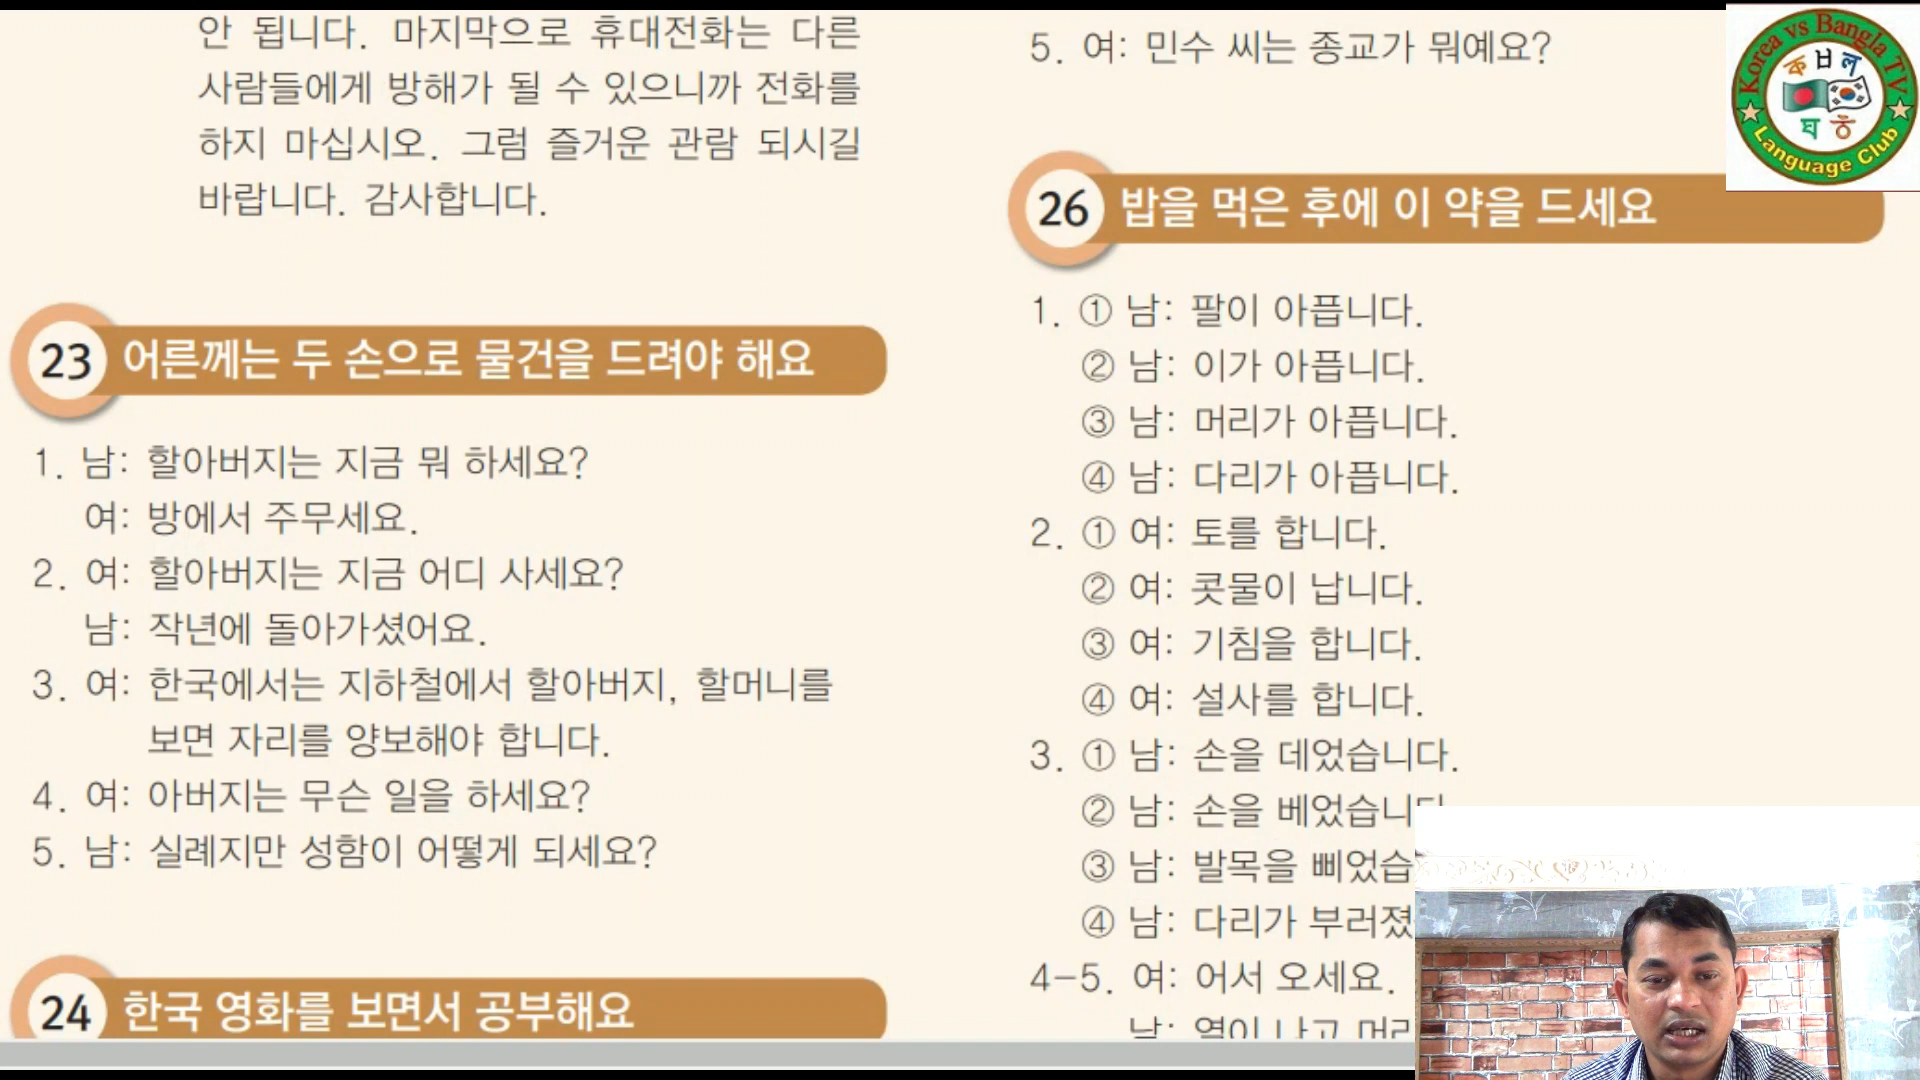 안 됩니다. 마지막으로 휴대전화는 다른
사람들에게 방해가 될 수 있으니까 전화를
하지 마십시오. 그럼 즐거운 관람 되시길
바랍니다. 감사합니다.
23 어른께는 두 손으로 물건을 드려야 해요
1. 남: 할아버지는 지금 뭐 하세요?
여: 방에서 주무세요.
2. 여: 할아버지는 지금 어디 사세요?
남: 작년에 돌아가셨어요.
3. 여: 한국에서는 지하철에서 할아버지, 할머니를
보면 자리를 양보해야 합니다.
4. 여: 아버지는 무슨 일을 하세요?
5. 남: 실례지만 성함이 어떻게 되세요?
24 한국 영화를 보면서 공부해요
5. 여: 민수 씨는 종교가 뭐예요?
26 밥을 먹은 후에 이 약을 드세요
1. ① 남: 팔이 아픕니다.
② 남: 이가 아픕니다.
③ 남: 머리가 아픕니다.
④ 남: 다리가 아픕니다.
2. ① 여: 토를 합니다.
② 여: 콧물이 납니다.
③ 여: 기침을 합니다.
④ 여: 설사를 합니다.
3. ① 남: 손을 데었습니다.
② 남: 손을 베었습니다
③ 남: 발목을 삐었습
④ 남: 다리가 부러졌
4-5. 여: 어서 오세요.
남: 열이 나고 머리
Korea vs Bangla TV
ক ㅂ ল
ঘ ㅎ
Language Club